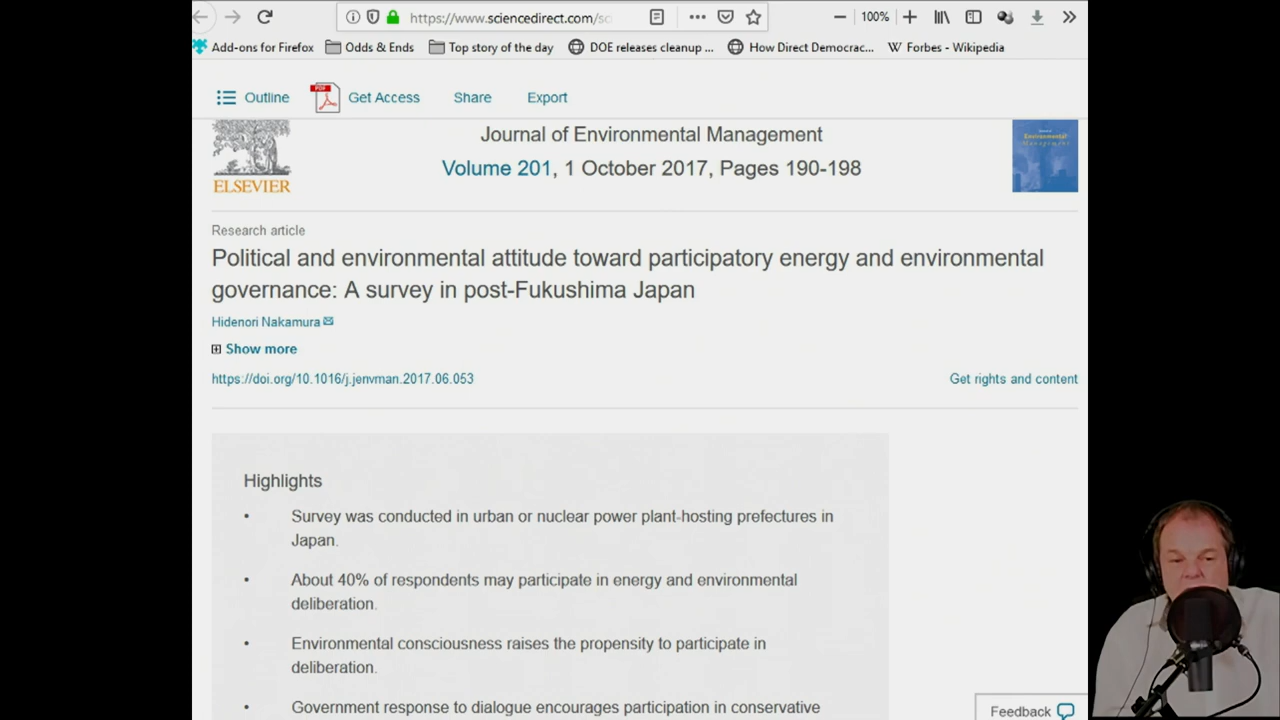 https://www.sciencedirect.com/sc
100%
Add-ons for Firefox
Odds & Ends
Top story of the day
DOE releases cleanup ...
How Direct Democrac...
W Forbes - Wikipedia
Outline
PDF
Get Access
Share
Export
ELSEVIER
Journal of Environmental Management
Volume 201, 1 October 2017, Pages 190-198
Environmental
Management
Research article
Political and environmental attitude toward participatory energy and environmental
governance: A survey in post-Fukushima Japan
Hidenori Nakamura
Show more
https://doi.org/10.1016/j.jenvman.2017.06.053
Get rights and content
Highlights
• Survey was conducted in urban or nuclear power plant-hosting prefectures in
Japan.
• About 40% of respondents may participate in energy and environmental
deliberation.
• Environmental consciousness raises the propensity to participate in
deliberation.
• Government response to dialogue encourages participation in conservative
Feedback